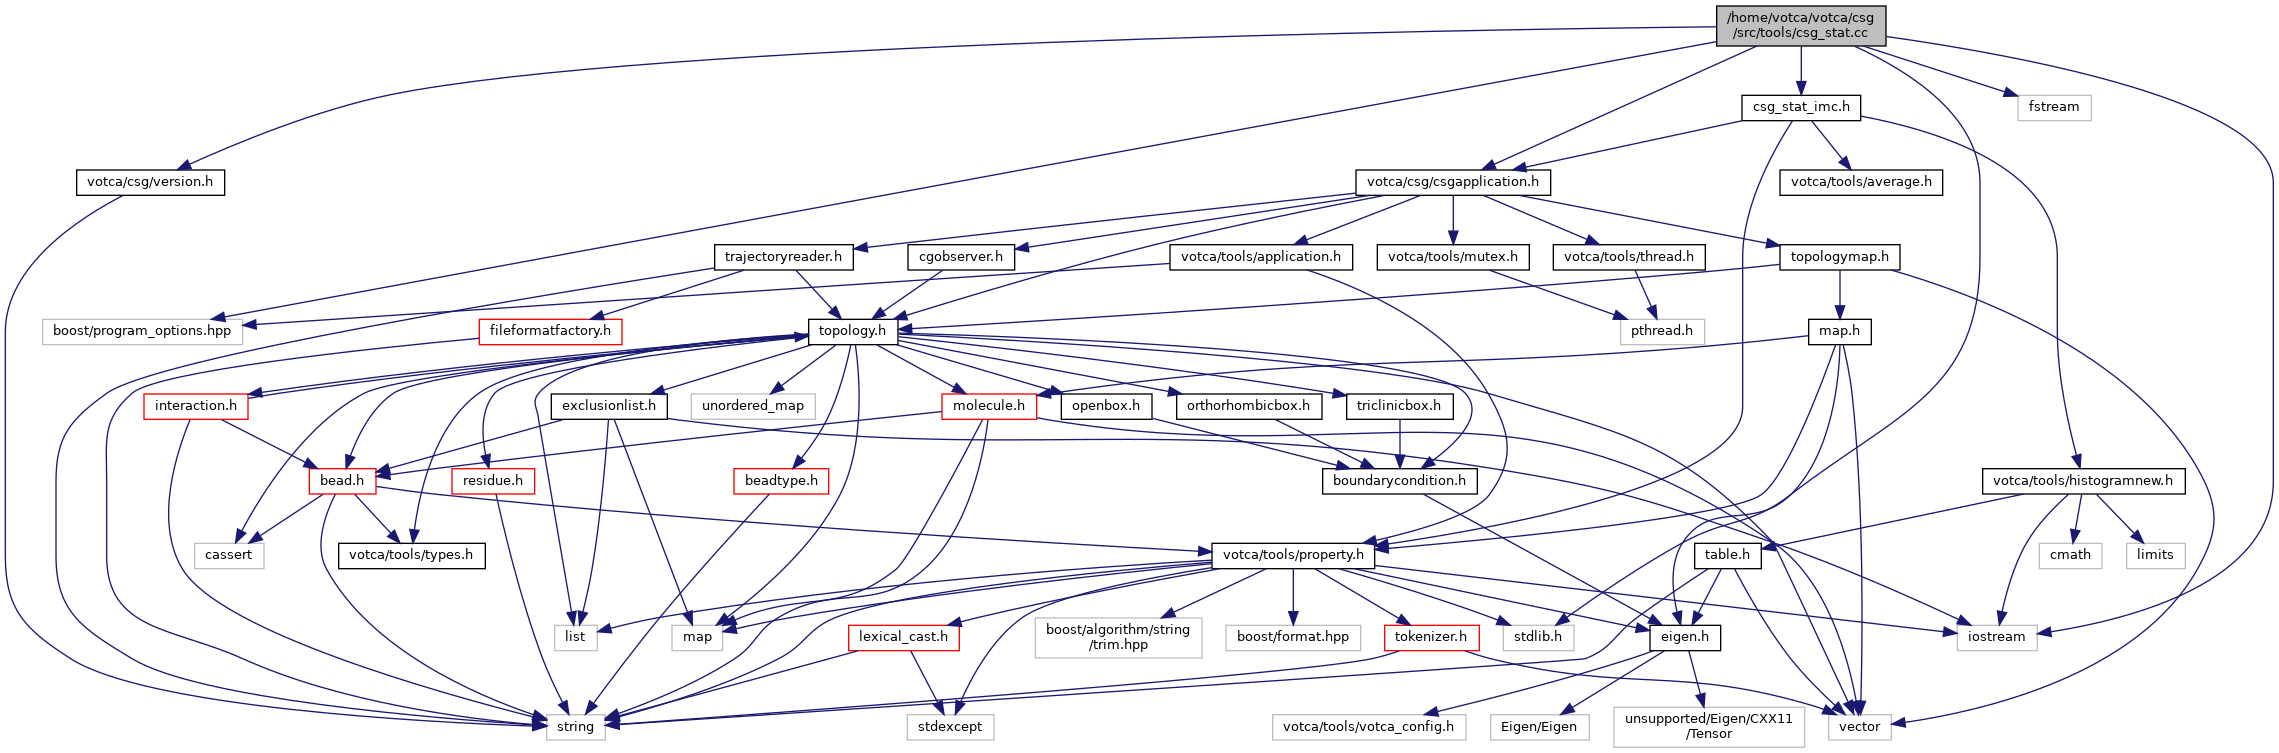 /home/votca/votca/csg
/src/tools/csg_stat.cc
csg_stat_imc.h
fstream
votca/csg/version.h
votca/csg/csgapplication.h
votca/tools/average.h
trajectoryreader.h
cgobserver.h
votca/tools/application.h
votca/tools/mutex.h
votca/tools/thread.h
topologymap.h
boost/program_options.hpp
fileformatfactory.h
topology.h
pthread.h
map.h
interaction.h
exclusionlist.h
unordered_map
molecule.h
openbox.h
orthorhombicbox.h
triclinicbox.h
bead.h
residue.h
beadtype.h
boundarycondition.h
votca/tools/histogramnew.h
cassert
votca/tools/types.h
votca/tools/property.h
table.h
cmath
limits
list
map
lexical_cast.h
boost/algorithm/string
/trim.hpp
boost/format.hpp
tokenizer.h
stdlib.h
eigen.h
iostream
string
stdexcept
votca/tools/votca_config.h
Eigen/Eigen
unsupported/Eigen/CXX11
/Tensor
vector